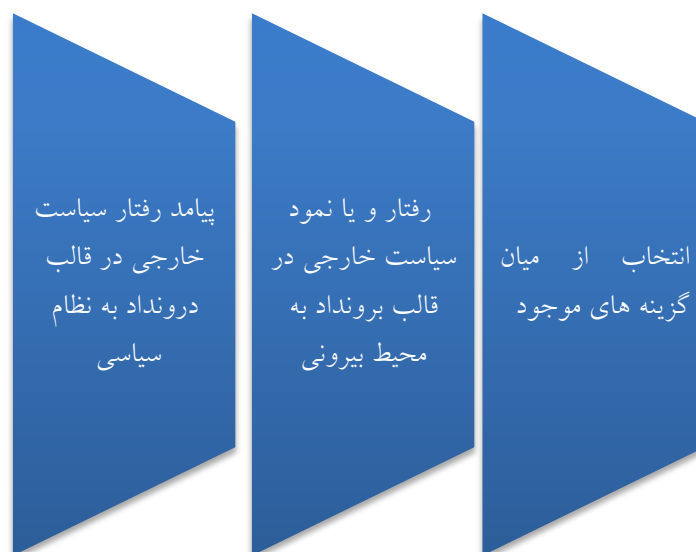 انتخاب از میان
گزینه های موجود
رفتار و یا نمود
سیاست خارجی در
قالب برونداد به
محیط بیرونی
پیامد رفتار سیاست
خارجی در قالب
درونداد به نظام
سیاسی